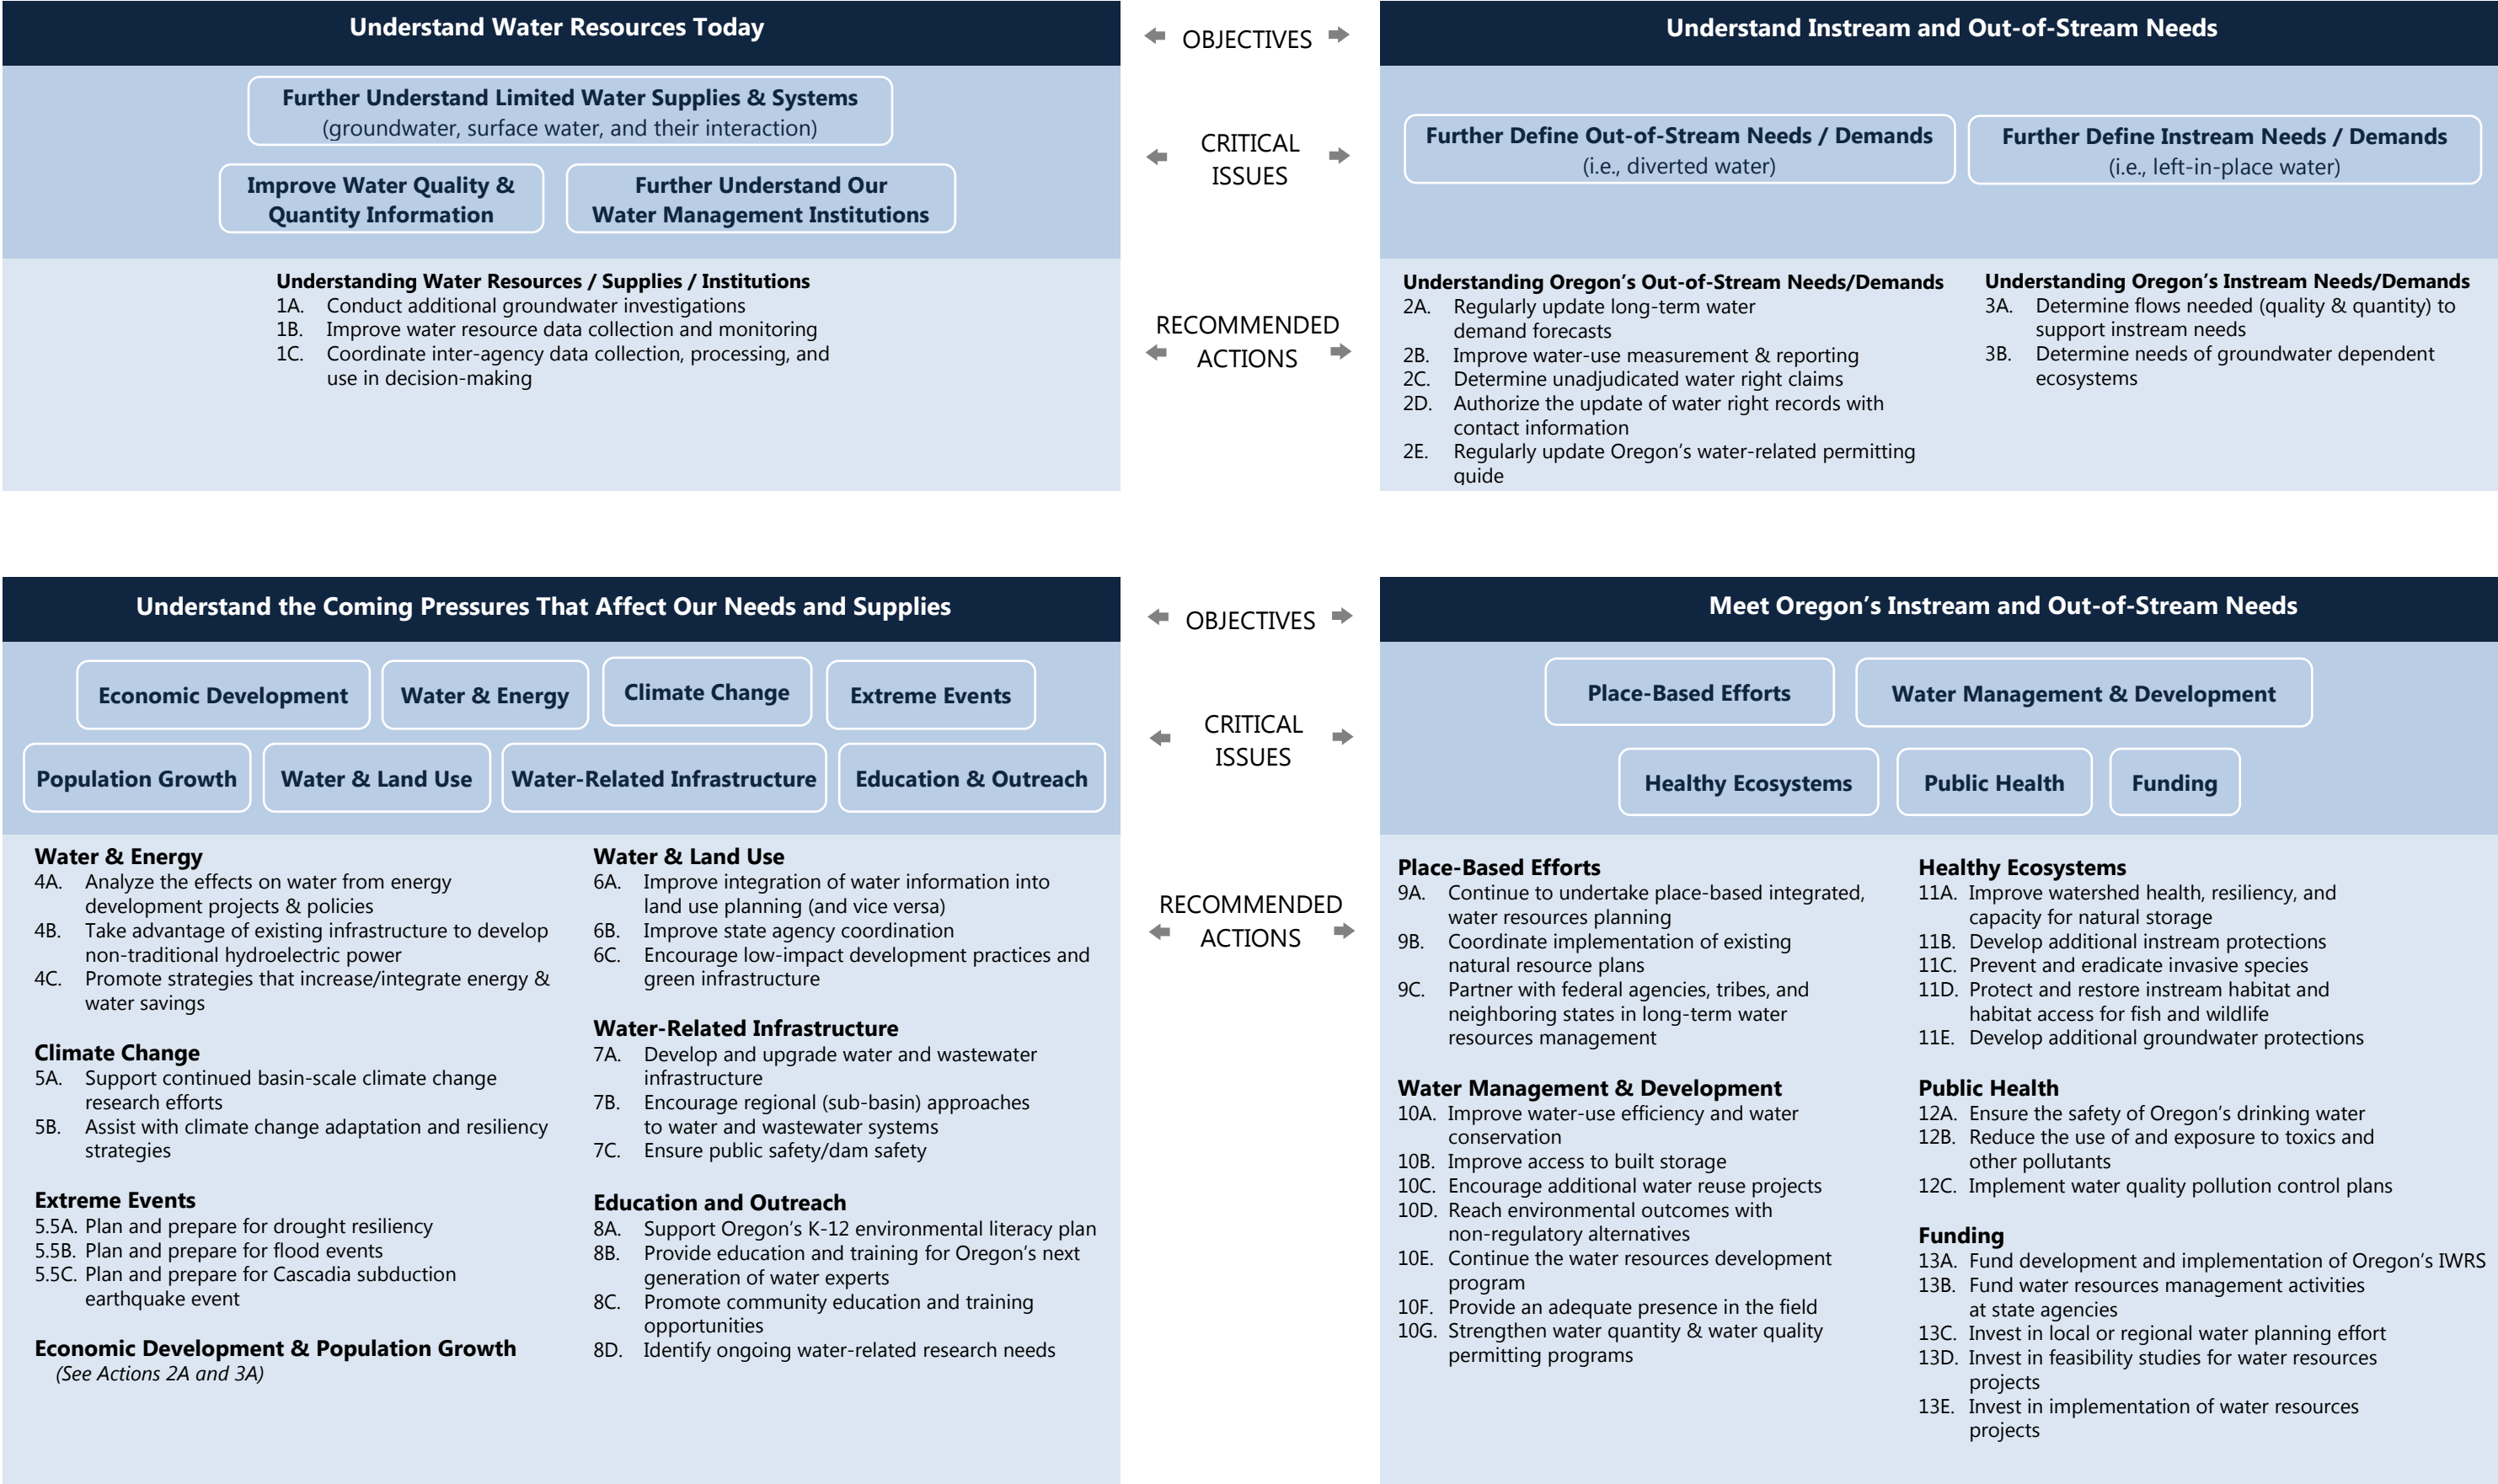 Understand Water Resources Today
Further Understand Limited Water Supplies & Systems
(groundwater, surface water, and their interaction)
Improve Water Quality &
Quantity Information
Further Understand Our
Water Management Institutions
Understanding Water Resources / Supplies / Institutions
1A. Conduct additional groundwater investigations
1B. Improve water resource data collection and monitoring
1C. Coordinate inter-agency data collection, processing, and
use in decision-making
OBJECTIVES
CRITICAL
ISSUES
RECOMMENDED
ACTIONS
Understand Instream and Out-of-Stream Needs
Further Define Out-of-Stream Needs / Demands
(i.e., diverted water)
Further Define Instream Needs / Demands
(i.e., left-in-place water)
Understanding Oregon’s Out-of-Stream Needs/Demands
2A. Regularly update long-term water
demand forecasts
2B. Improve water-use measurement & reporting
2C. Determine unadjudicated water right claims
2D. Authorize the update of water right records with
contact information
2E. Regularly update Oregon’s water-related permitting
guide
Understanding Oregon’s Instream Needs/Demands
3A. Determine flows needed (quality & quantity) to
support instream needs
3B. Determine needs of groundwater dependent
ecosystems
Understand the Coming Pressures That Affect Our Needs and Supplies
Economic Development
Water & Energy
Climate Change
Extreme Events
Population Growth
Water & Land Use
Water-Related Infrastructure
Education & Outreach
Water & Energy
4A. Analyze the effects on water from energy
development projects & policies
4B. Take advantage of existing infrastructure to develop
non-traditional hydroelectric power
4C. Promote strategies that increase/integrate energy &
water savings
Climate Change
5A. Support continued basin-scale climate change
research efforts
5B. Assist with climate change adaptation and resiliency
strategies
Extreme Events
5.5A. Plan and prepare for drought resiliency
5.5B. Plan and prepare for flood events
5.5C. Plan and prepare for Cascadia subduction
earthquake event
Economic Development & Population Growth
(See Actions 2A and 3A)
Water & Land Use
6A. Improve integration of water information into
land use planning (and vice versa)
6B. Improve state agency coordination
6C. Encourage low-impact development practices and
green infrastructure
Water-Related Infrastructure
7A. Develop and upgrade water and wastewater
infrastructure
7B. Encourage regional (sub-basin) approaches
to water and wastewater systems
7C. Ensure public safety/dam safety
Education and Outreach
8A. Support Oregon’s K-12 environmental literacy plan
8B. Provide education and training for Oregon’s next
generation of water experts
8C. Promote community education and training
opportunities
8D. Identify ongoing water-related research needs
OBJECTIVES
CRITICAL
ISSUES
RECOMMENDED
ACTIONS
Meet Oregon’s Instream and Out-of-Stream Needs
Place-Based Efforts
Water Management & Development
Healthy Ecosystems
Public Health
Funding
Place-Based Efforts
9A. Continue to undertake place-based integrated,
water resources planning
9B. Coordinate implementation of existing
natural resource plans
9C. Partner with federal agencies, tribes, and
neighboring states in long-term water
resources management
Water Management & Development
10A. Improve water-use efficiency and water
conservation
10B. Improve access to built storage
10C. Encourage additional water reuse projects
10D. Reach environmental outcomes with
non-regulatory alternatives
10E. Continue the water resources development
program
10F. Provide an adequate presence in the field
10G. Strengthen water quantity & water quality
permitting programs
Healthy Ecosystems
11A. Improve watershed health, resiliency, and
capacity for natural storage
11B. Develop additional instream protections
11C. Prevent and eradicate invasive species
11D. Protect and restore instream habitat and
habitat access for fish and wildlife
11E. Develop additional groundwater protections
Public Health
12A. Ensure the safety of Oregon’s drinking water
12B. Reduce the use of and exposure to toxics and
other pollutants
12C. Implement water quality pollution control plans
Funding
13A. Fund development and implementation of Oregon’s IWRS
13B. Fund water resources management activities
at state agencies
13C. Invest in local or regional water planning effort
13D. Invest in feasibility studies for water resources
projects
13E. Invest in implementation of water resources
projects